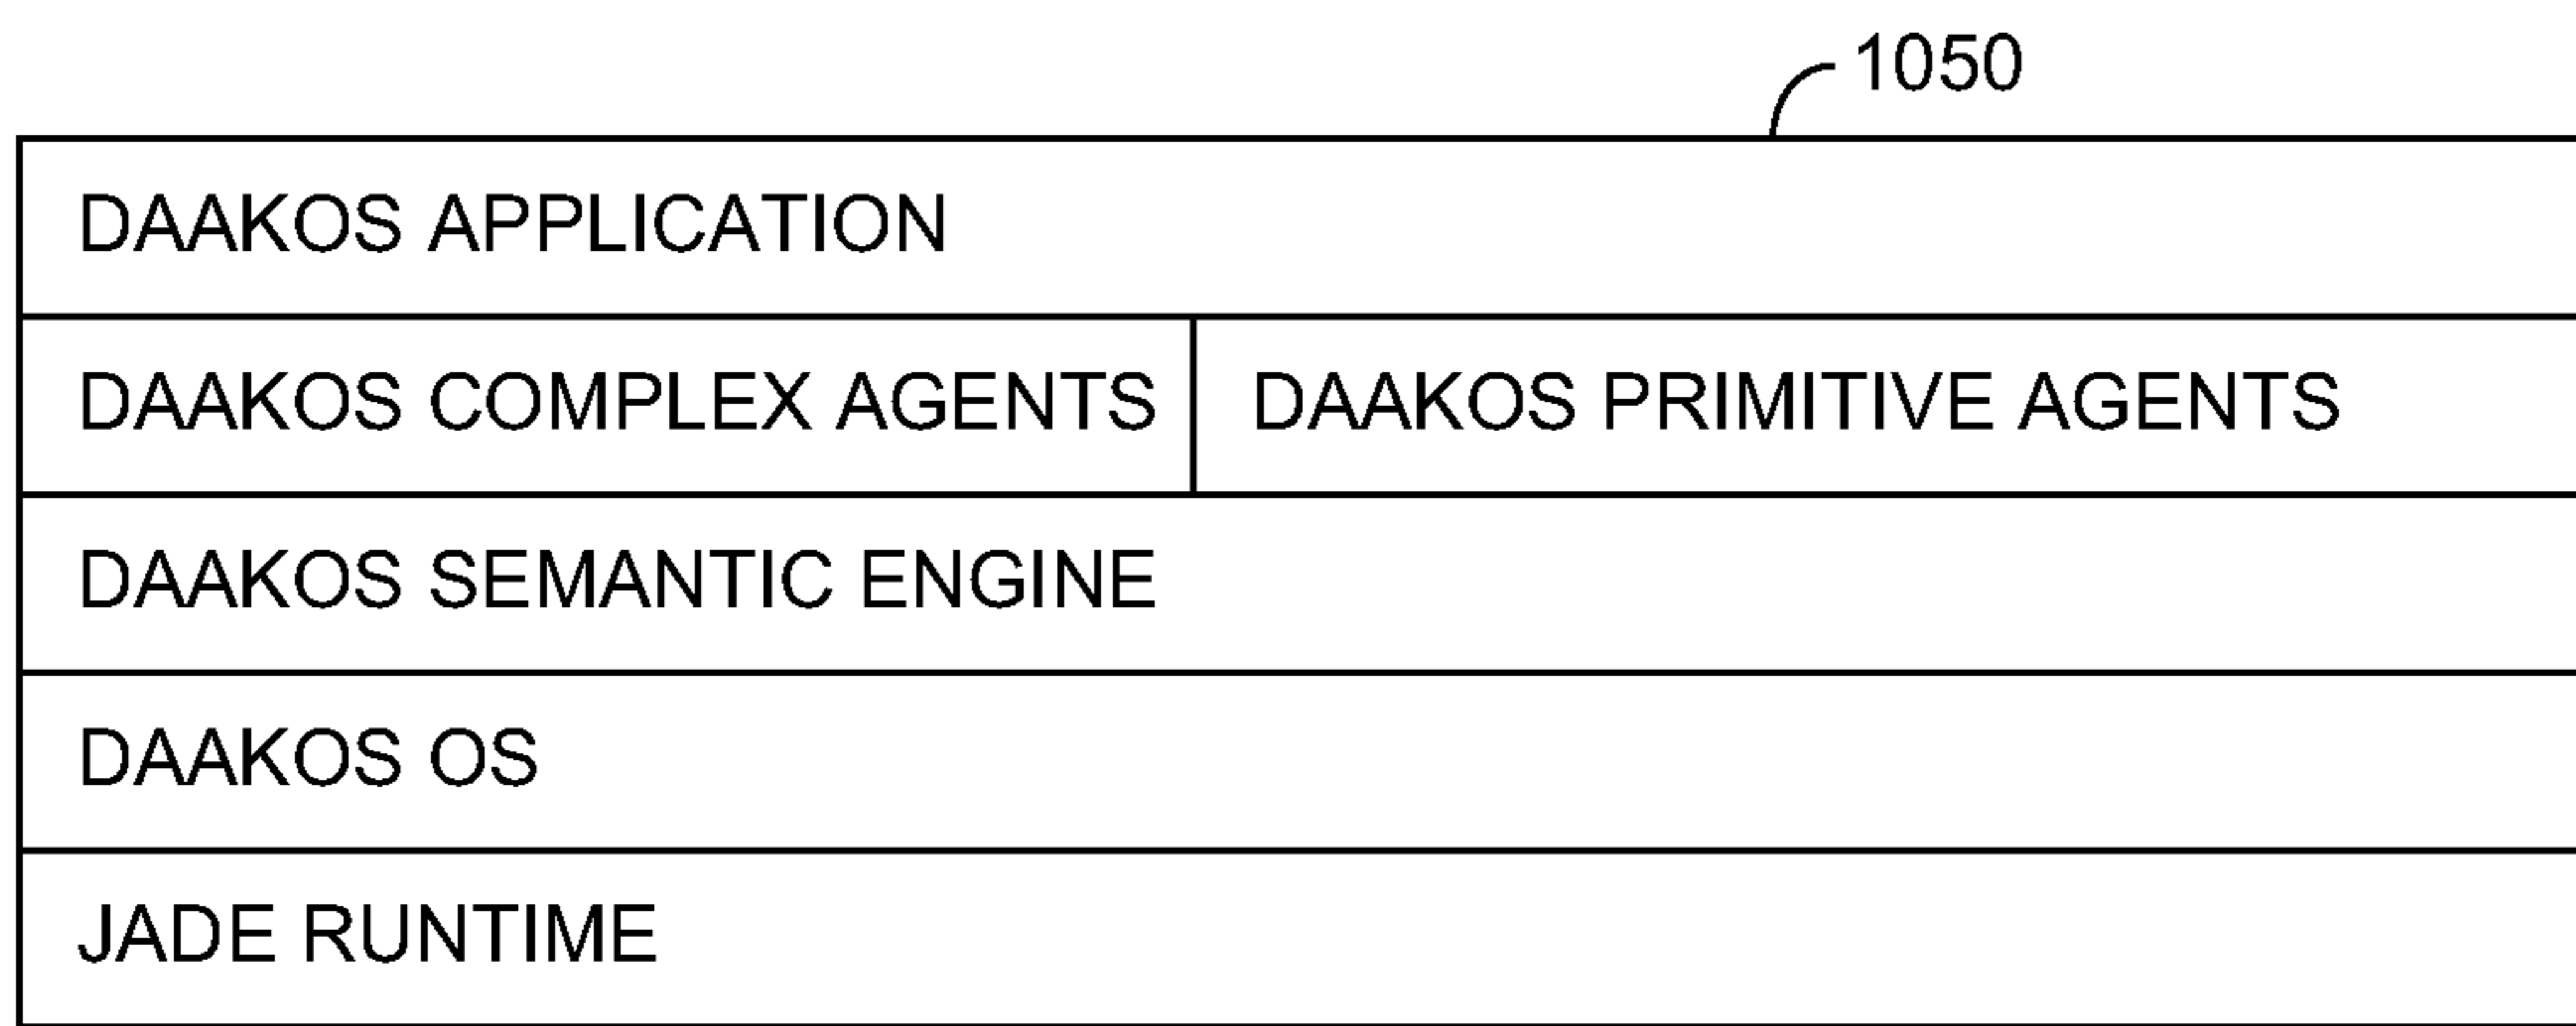 1050
DAAKOS APPLICATION
DAAKOS COMPLEX AGENTS DAAKOS PRIMITIVE AGENTS
DAAKOS SEMANTIC ENGINE
DAAKOS OS
JADE RUNTIME